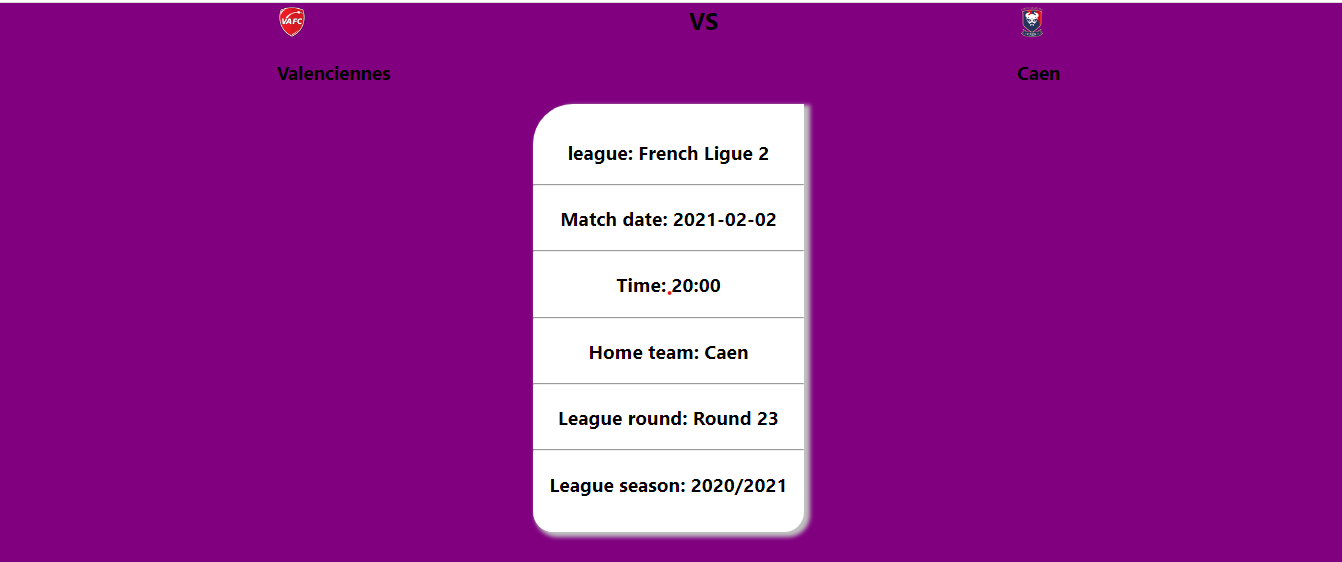 VAFC
VS
Valenciennes
Caen
league: French Ligue 2
Match date: 2021-02-02
Time: 20:00
Home team: Caen
League round: Round 23
League season: 2020/2021